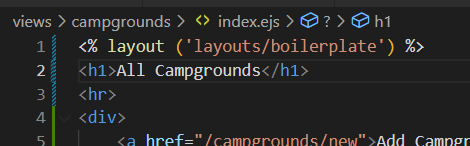 views > campgrounds > <> index.ejs > ? > h1
1 <% layout ('layouts/boilerplate') %>
2 <h1>All Campgrounds</h1>
3 <hr>
4 <div>
5 <a href="/campgrounds/new">Add Campgr